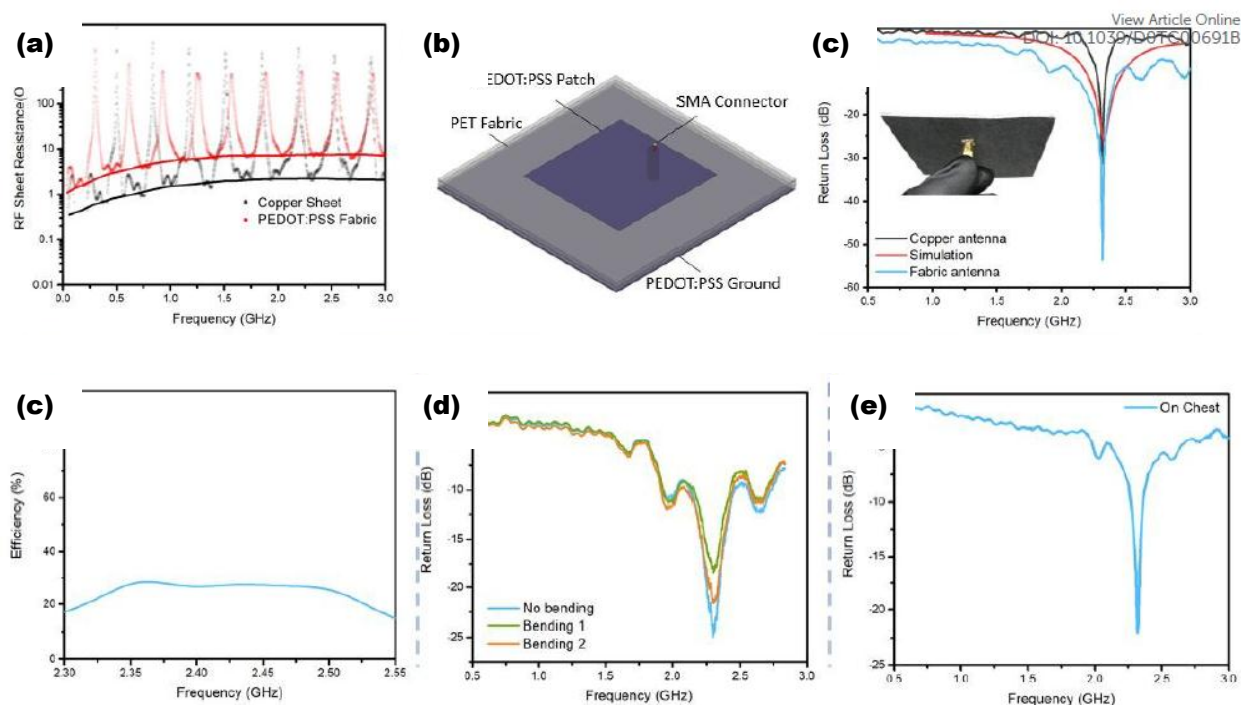 (a)
RF Sheet Resistance(O
100
10
1
0.1
0.01
Copper Sheet
PEDOT:PSS Fabric
0.0 0.5 1.0 1.5 2.0 2.5 3.0
Frequency (GHz)
(b)
EDOT:PSS Patch
SMA Connector
PET Fabric
PEDOT:PSS Ground
View Article Online
DOI: 10.1039/D0TC00691B
(c)
Return Loss (dB)
-20
-30
-40
-50
-60
Copper antenna
Simulation
Fabric antenna
0.5 1.0 1.5 2.0 2.5 3.0
Frequency (GHz)
(c)
Efficiency (%)
60
40
20
0
2.30 2.35 2.40 2.45 2.50 2.55
Frequency (GHz)
(d)
Return Loss (dB)
-10
-15
-20
-25
No bending
Bending 1
Bending 2
0.5 1.0 1.5 2.0 2.5 3.0
Frequency (GHz)
(e)
On Chest
Return Loss (dB)
-10
-15
-20
-25
0.5 1.0 1.5 2.0 2.5 3.0
Frequency (GHz)